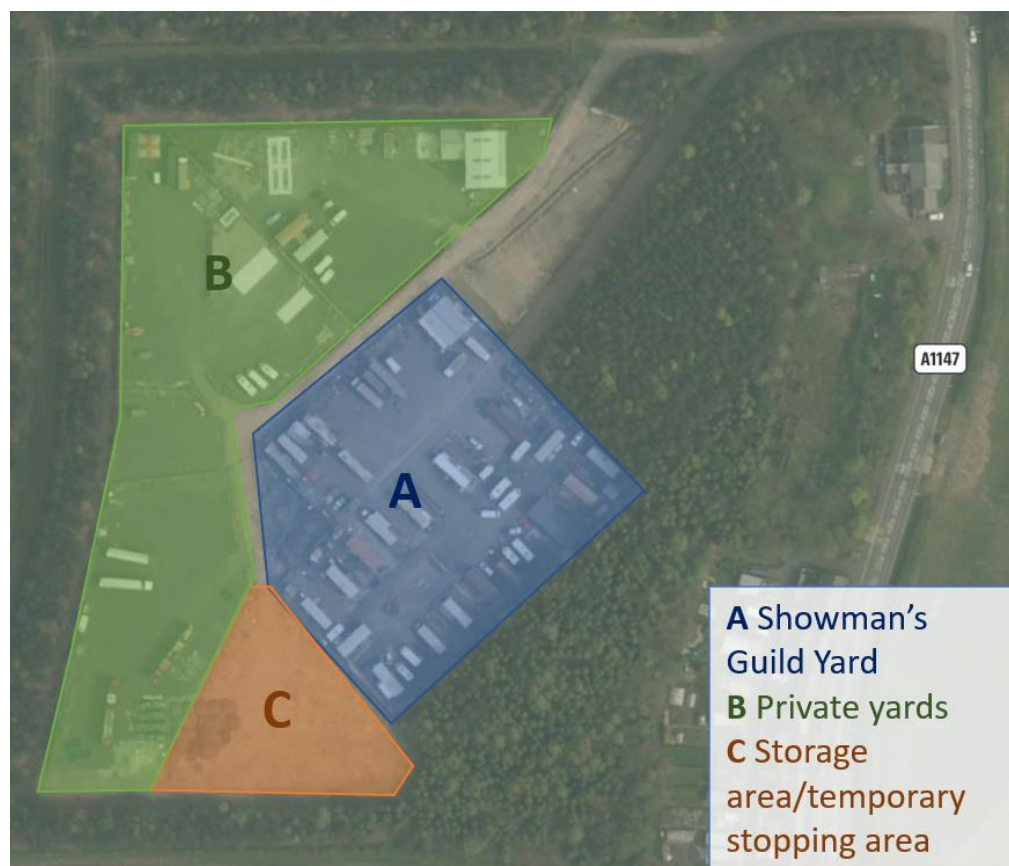 B
A1147
A
C
A Showman's
Guild Yard
B Private yards
C Storage
area/temporary
stopping area